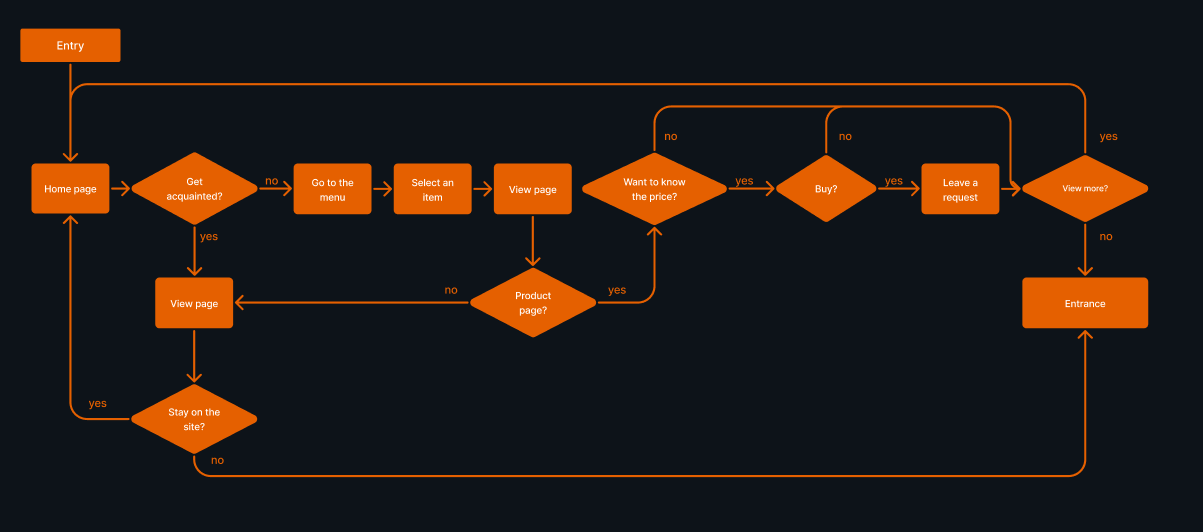 Entry
no
no
yes
Home page
Get
acquainted?
no
Go to the
menu
Select an
item
View page
Want to know
the price?
yes
Buy?
yes
Leave a
request
View more?
yes
no
View page
no
Product
page?
yes
Entrance
yes
Stay on the
site?
no